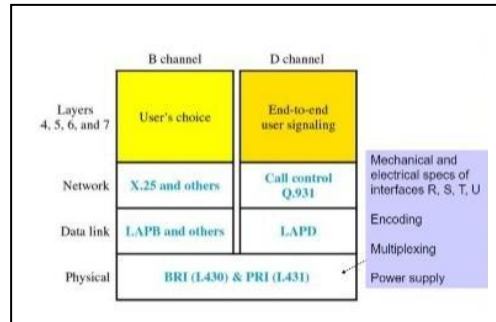 B channel
D channel
Layers
4, 5, 6, and 7
User's choice
End-to-end
user signaling
Network
X.25 and others
Call control
Q.931
Data link
LAPB and others
LAPD
Physical
BRI (I.430) & PRI (I.431)
Mechanical and
electrical specs of
interfaces R, S, T, U
Encoding
Multiplexing
Power supply